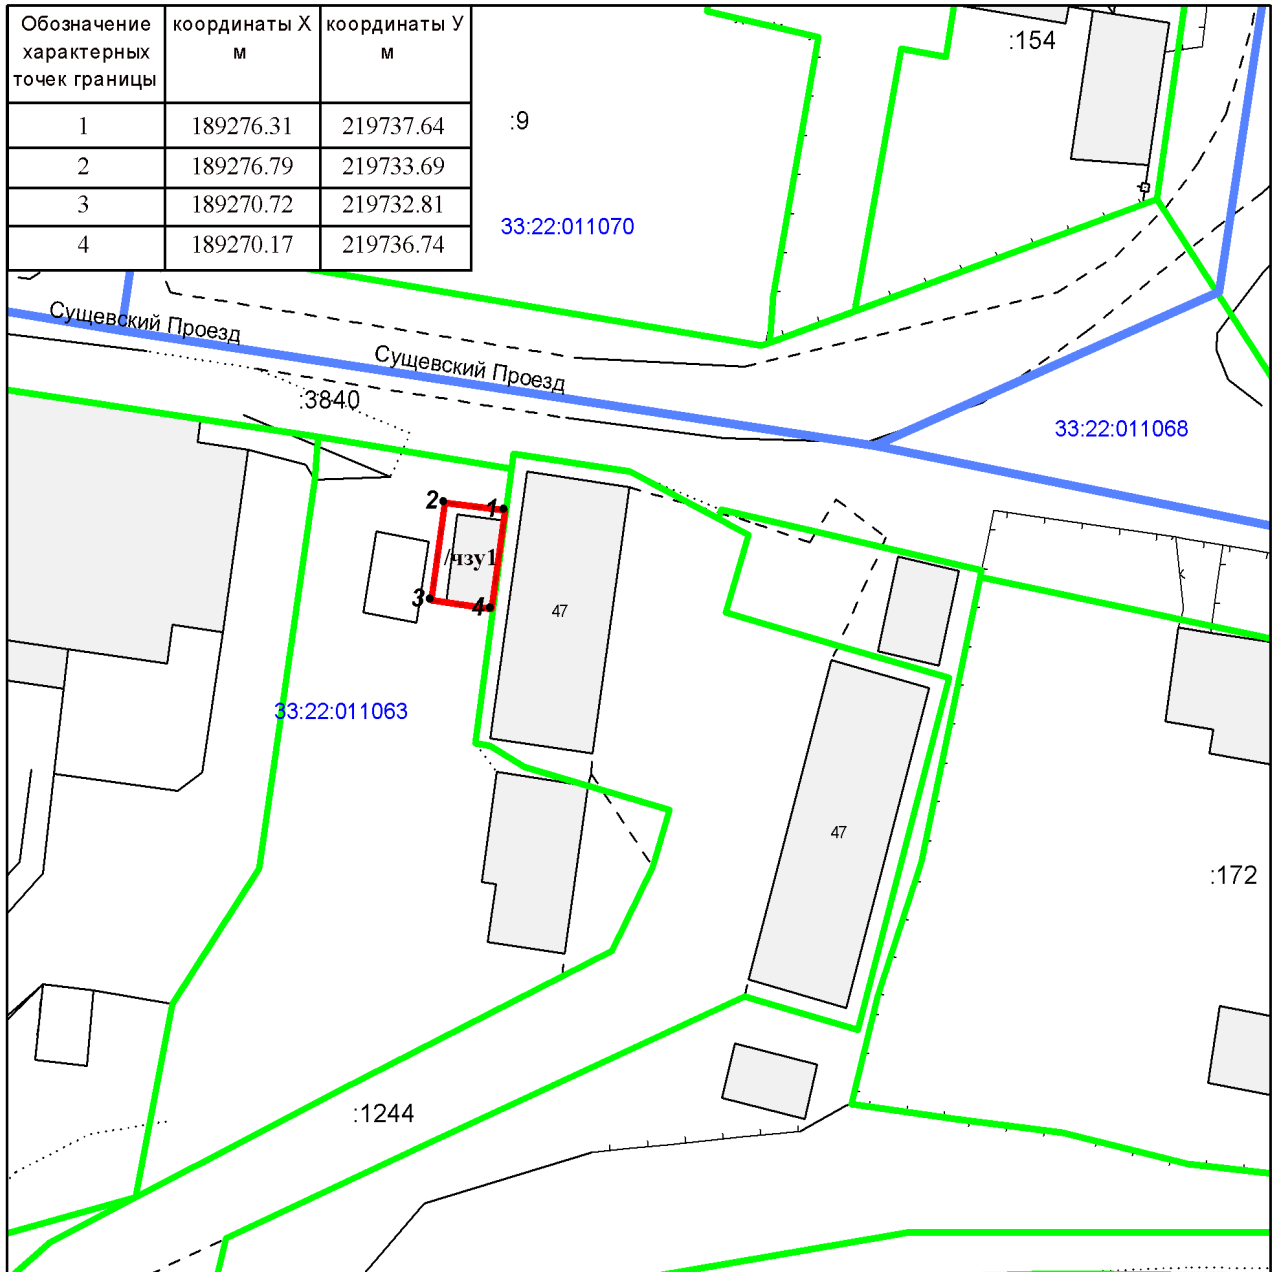 Обозначение характерных точек границы
координаты X м
координаты У м
1 189276.31 219737.64
2 189276.79 219733.69
3 189270.72 219732.81
4 189270.17 219736.74
:154
:9
33:22:011070
Сущевский Проезд
Сущевский Проезд
:3840
33:22:011068
2
1
/чзу1
3
4
47
33:22:011063
47
:172
:1244